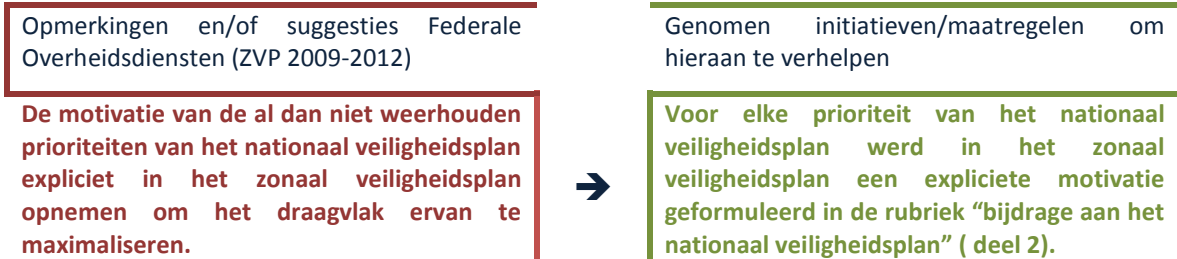 Opmerkingen en/of suggesties Federale
Overheidsdiensten (ZVP 2009-2012)
De motivatie van de al dan niet weerhouden
prioriteiten van het nationaal veiligheidsplan
expliciet in het zonaal veiligheidsplan
opnemen om het draagvlak ervan te
maximaliseren.
➔
Genomen initiatieven/maatregelen om
hieraan te verhelpen
Voor elke prioriteit van het nationaal
veiligheidsplan werd in het zonaal
veiligheidsplan een expliciete motivatie
geformuleerd in de rubriek “bijdrage aan het
nationaal veiligheidsplan” ( deel 2).